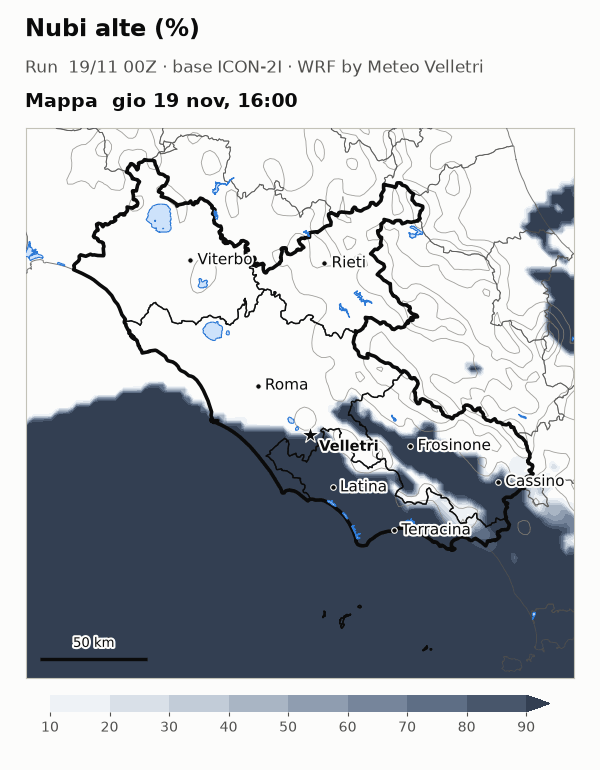 Nubi alte (%)
Run 19/11 00Z · base ICON-2I · WRF by Meteo Velletri
Mappa gio 19 nov, 16:00
Viterbo
Rieti
Roma
Velletri
Frosinone
Cassino
Latina
Terracina
50 km
10 20 30 40 50 60 70 80 90